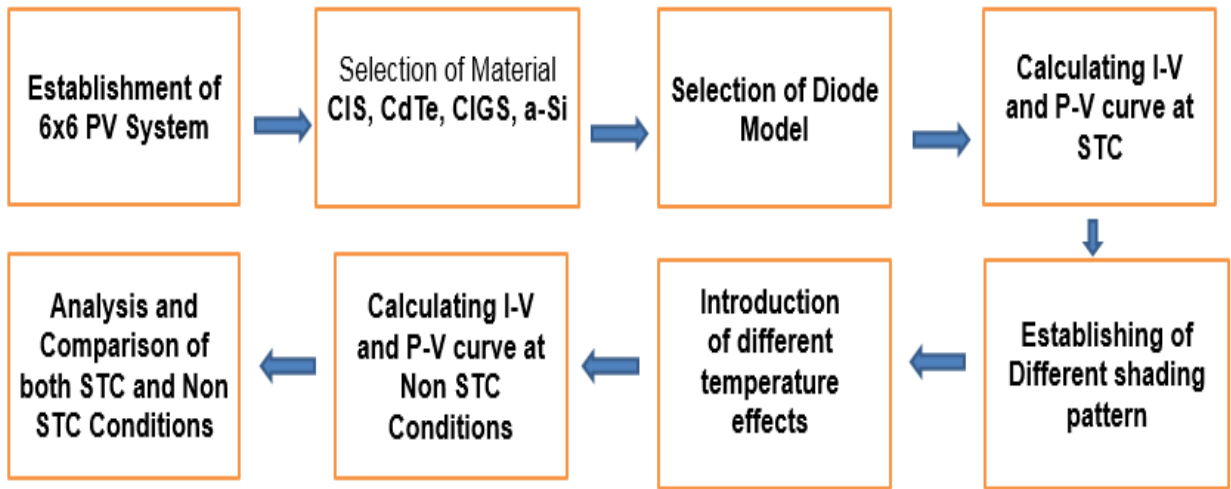 Establishment of
6x6 PV System
Selection of Material
CIS, CdTe, CIGS, a-Si
Selection of Diode
Model
Calculating I-V
and P-V curve at
STC
Establishing of
Different shading
pattern
Introduction
of different
temperature
effects
Calculating I-V
and P-V curve at
Non STC
Conditions
Analysis and
Comparison of
both STC and Non
STC Conditions